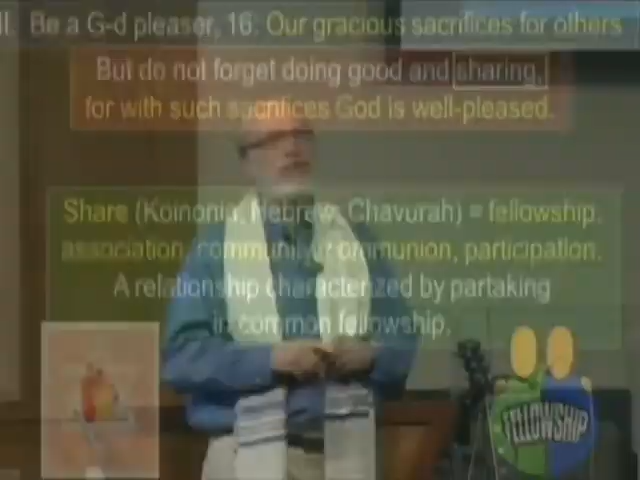 II. Be a G-d pleaser, 16: Our gracious sacrifices for others
But do not forget doing good and sharing,
for with such sacrifices God is well-pleased.
Share (Koinonia, Hebrew, Chavurah) = fellowship,
association, community, communion, participation.
A relationship characterized by partaking
in common fellowship.
FELLOWSHIP